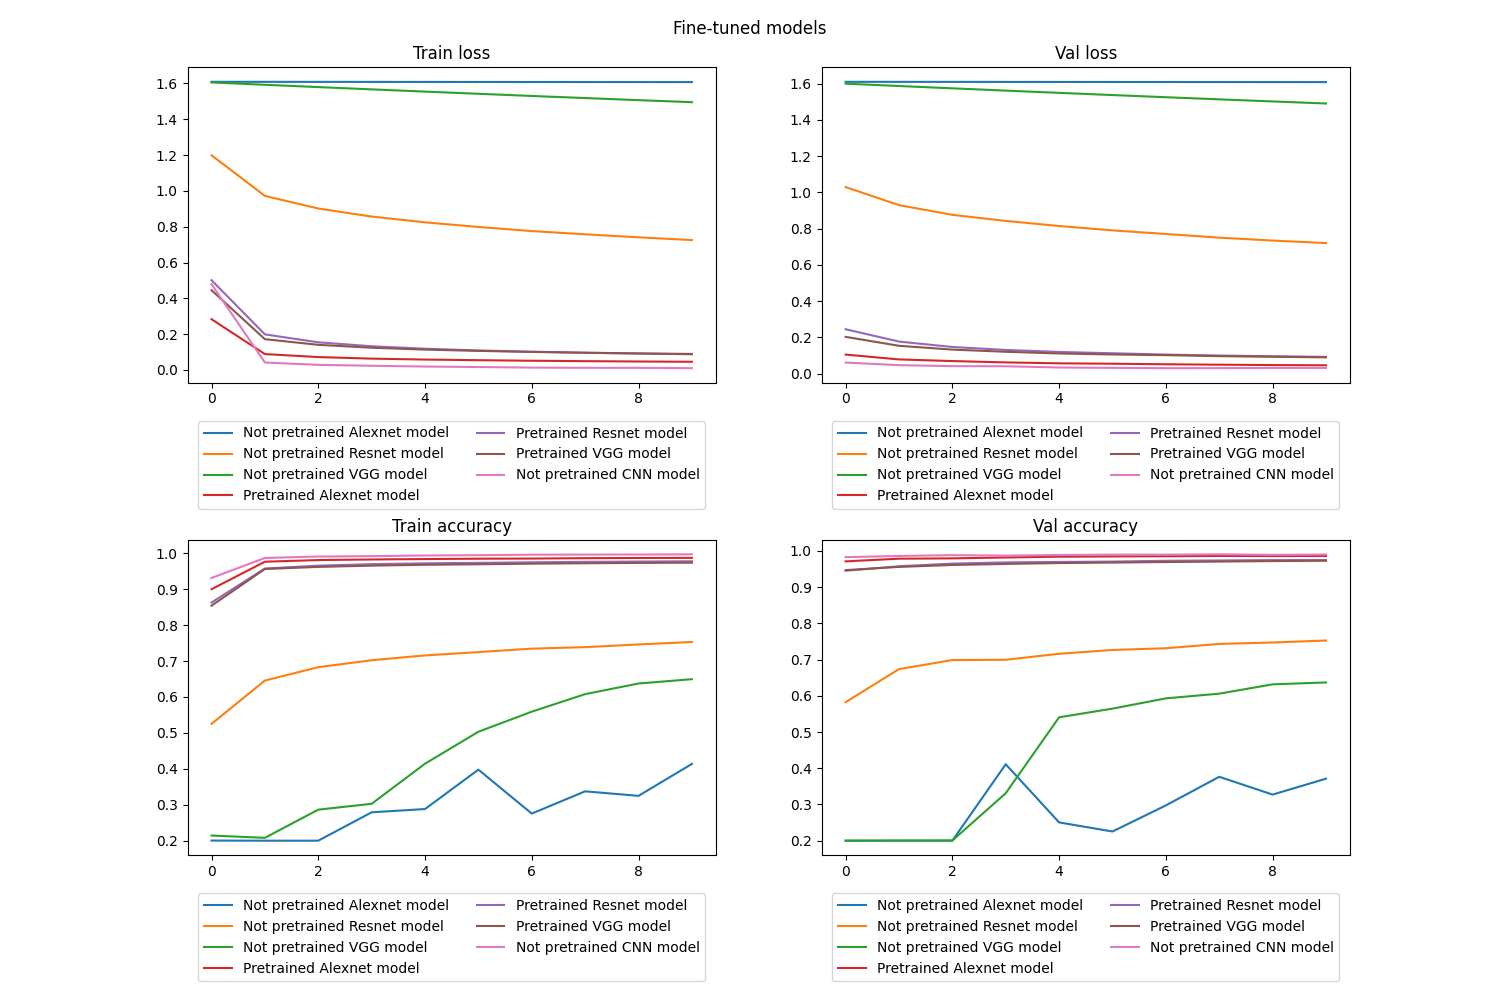 Fine-tuned models
Train loss
1.6
1.4
1.2
1.0
0.8
0.6
0.4
0.2
0.0
0 2 4 6 8
Not pretrained Alexnet model
Not pretrained Resnet model
Not pretrained VGG model
Pretrained Alexnet model
Pretrained Resnet model
Pretrained VGG model
Not pretrained CNN model
Val loss
1.6
1.4
1.2
1.0
0.8
0.6
0.4
0.2
0.0
0 2 4 6 8
Not pretrained Alexnet model
Not pretrained Resnet model
Not pretrained VGG model
Pretrained Alexnet model
Pretrained Resnet model
Pretrained VGG model
Not pretrained CNN model
Train accuracy
1.0
0.9
0.8
0.7
0.6
0.5
0.4
0.3
0.2
0 2 4 6 8
Not pretrained Alexnet model
Not pretrained Resnet model
Not pretrained VGG model
Pretrained Alexnet model
Pretrained Resnet model
Pretrained VGG model
Not pretrained CNN model
Val accuracy
1.0
0.9
0.8
0.7
0.6
0.5
0.4
0.3
0.2
0 2 4 6 8
Not pretrained Alexnet model
Not pretrained Resnet model
Not pretrained VGG model
Pretrained Alexnet model
Pretrained Resnet model
Pretrained VGG model
Not pretrained CNN model